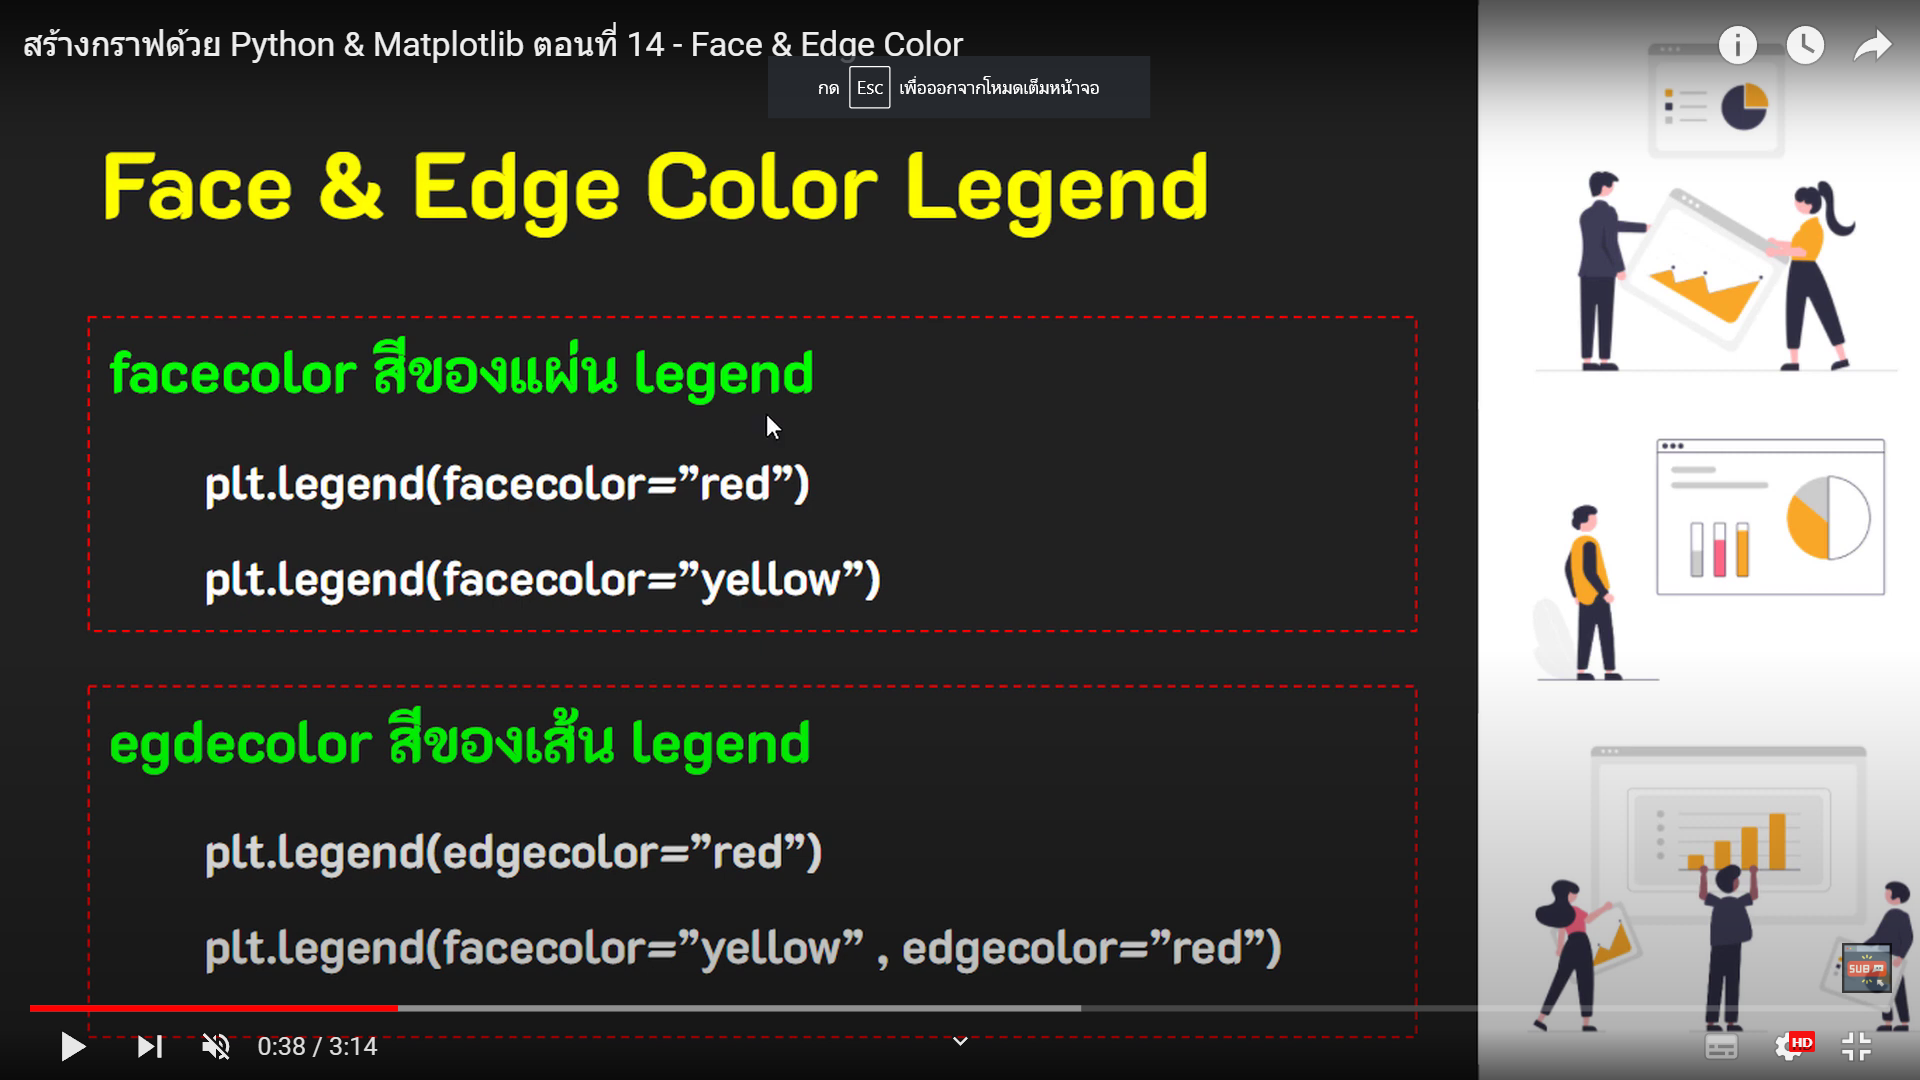 สร้างกราฟด้วย Python & Matplotlib ตอนที่ 14 - Face & Edge Color
กด Esc เพื่อออกจากโหมดเต็มหน้าจอ
Face & Edge Color Legend
facecolor สีของแผ่น legend
plt.legend(facecolor=”red”)
plt.legend(facecolor=”yellow”)
egdecolor สีของเส้น legend
plt.legend(edgecolor=”red”)
plt.legend(facecolor=”yellow” , edgecolor=”red”)
SUB
0:38 / 3:14
HD